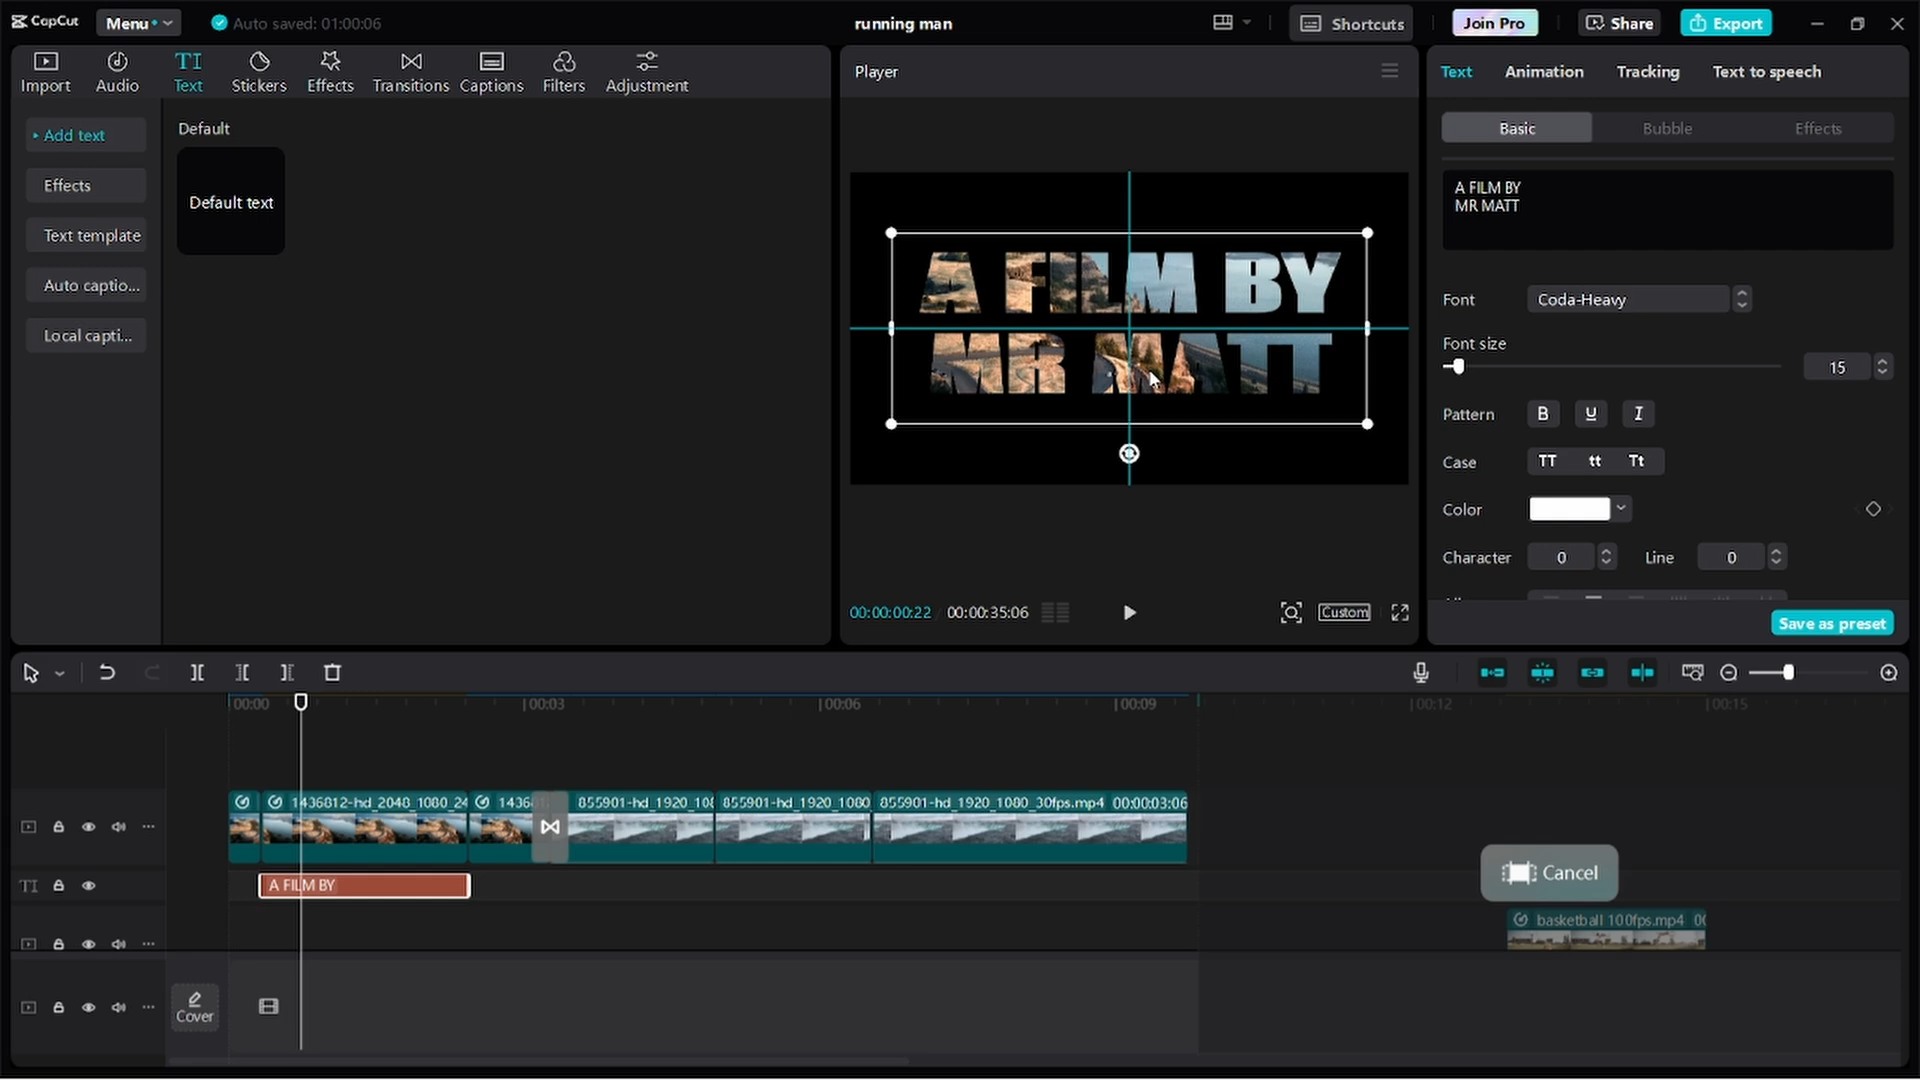 CapCut
Menu
Auto saved: 01:00:06
running man
Shortcuts
Join Pro
Share
Export
Import
Audio
TI
Text
Stickers
Effects
Transitions
Captions
Filters
Adjustment
Add text
Effects
Text template
Auto captio...
Local capti...
Default
Default text
Player
A FILM BY
MR MATT
00:00:00:22
00:00:35:06
Custom
Text
Animation
Tracking
Text to speech
Basic
Bubble
Effects
A FILM BY
MR MATT
Font
Coda-Heavy
Font size
15
Pattern
B
U
I
Case
TT
tt
Tt
Color
Character
0
Line
0
Save as preset
00:00
00:03
00:06
00:09
00:12
00:15
1436812-hd_2048_1080_24
1436
855901-hd_1920_108
855901-hd_1920_1080
855901-hd_1920_1080_30fps.mp4 00:00:03:06
TI
A FILM BY
Cancel
basketball 100fps.mp4 00
Cover